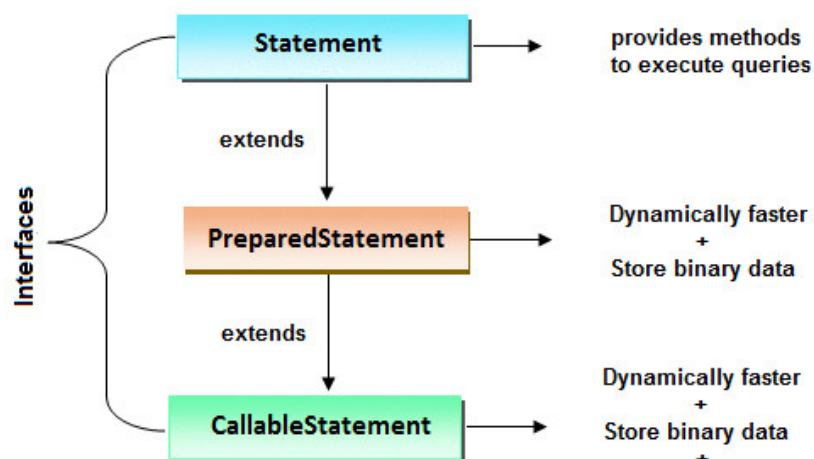 Statement
provides methods
to execute queries
extends
Interfaces
PreparedStatement
Dynamically faster
+
Store binary data
extends
CallableStatement
Dynamically faster
+
Store binary data
+